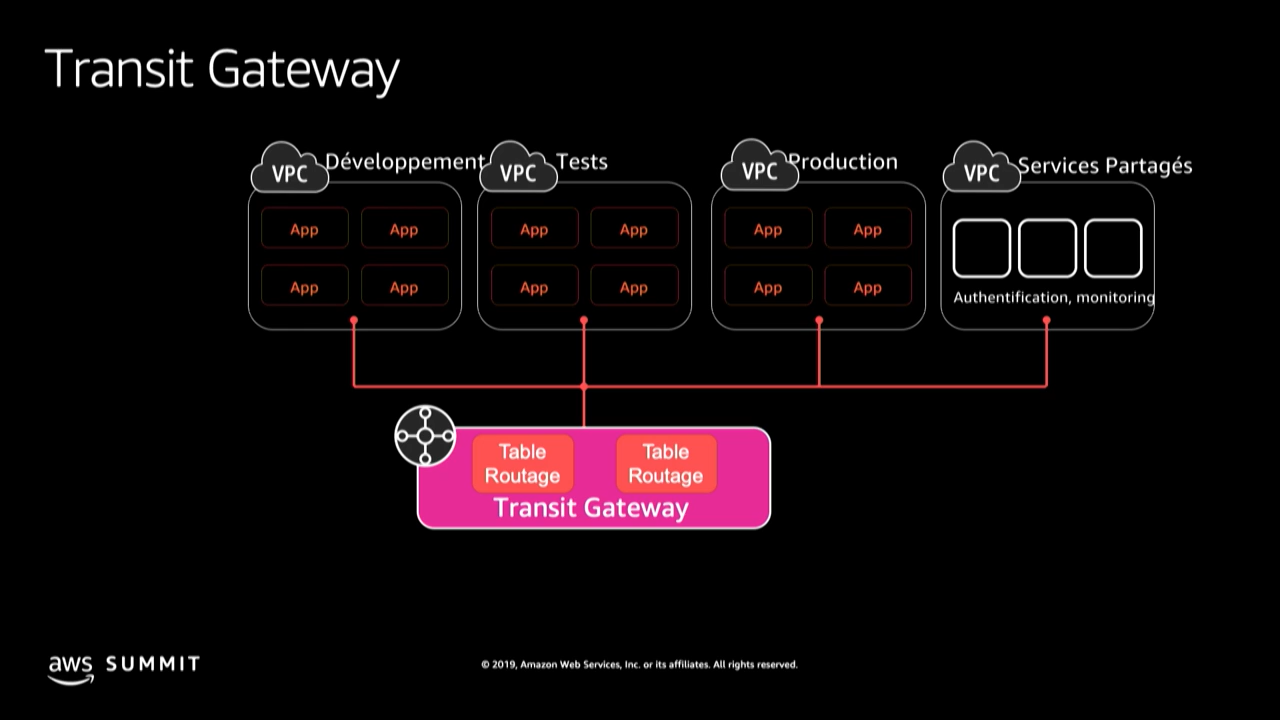 Transit Gateway
VPC
Développement
VPC
Tests
VPC
Production
VPC
Services Partagés
App
App
App
App
App
App
App
App
App
App
App
App
Authentification, monitoring
Table
Routage
Table
Routage
Transit Gateway
aws SUMMIT
© 2019, Amazon Web Services, Inc. or its affiliates. All rights reserved.